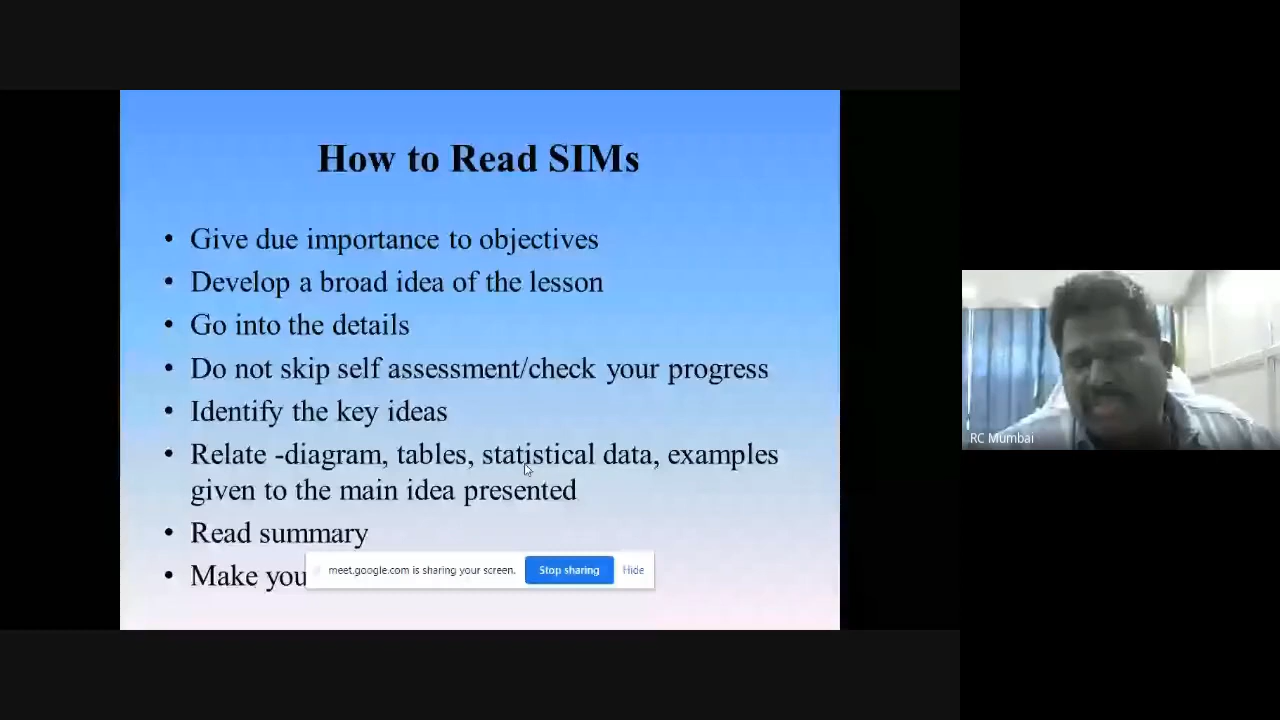 How to Read SIMs
• Give due importance to objectives
• Develop a broad idea of the lesson
• Go into the details
• Do not skip self assessment/check your progress
• Identify the key ideas
• Relate -diagram, tables, statistical data, examples
given to the main idea presented
• Read summary
• Make you
meet.google.com is sharing your screen. Stop sharing Hide
RC Mumbai